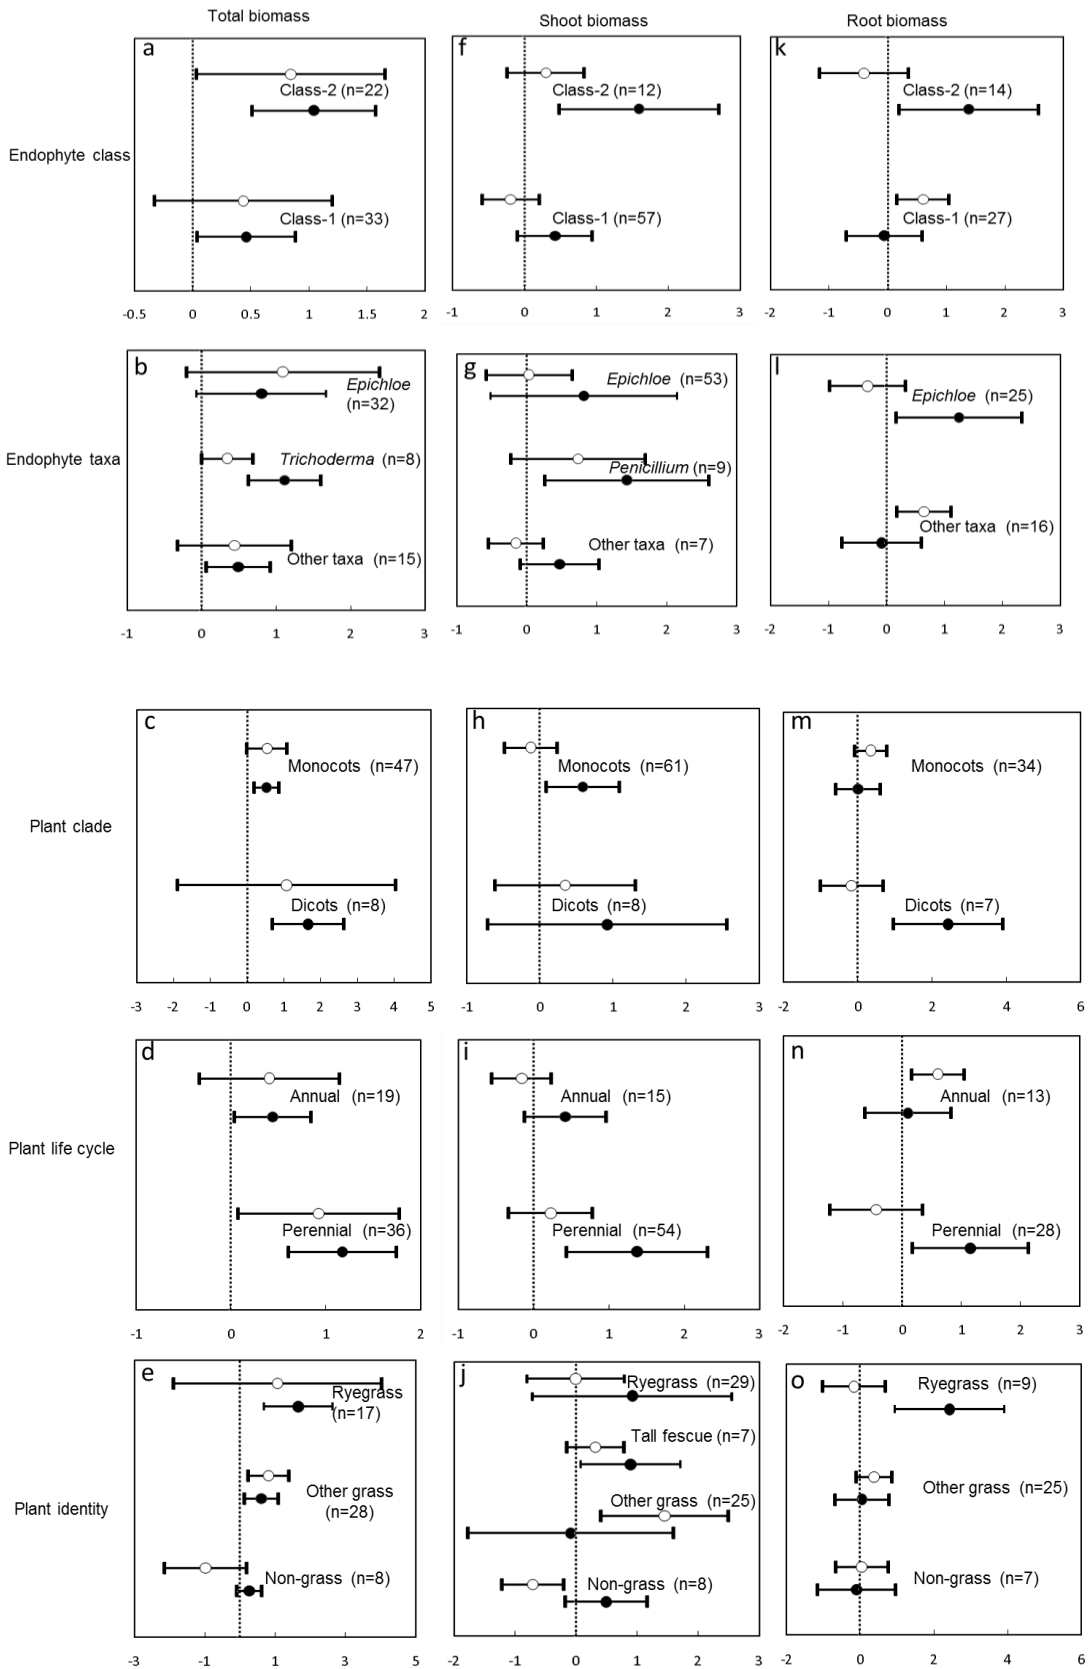 Total biomass Shoot biomass Root biomass
Endophyte class
a
Class-2 (n=22)
Class-1 (n=33)
-0.5 0 0.5 1 1.5 2
f
Class-2 (n=12)
Class-1 (n=57)
-1 0 1 2 3
k
Class-2 (n=14)
Class-1 (n=27)
-2 -1 0 1 2 3
Endophyte taxa
b
Epichloe
(n=32)
Trichoderma (n=8)
Other taxa (n=15)
-1 0 1 2 3
g
Epichloe (n=53)
Penicillium (n=9)
Other taxa (n=7)
-1 0 1 2 3
l
Epichloe (n=25)
Other taxa (n=16)
-2 -1 0 1 2 3
Plant clade
c
Monocots (n=47)
Dicots (n=8)
-3 -2 -1 0 1 2 3 4 5
h
Monocots (n=61)
Dicots (n=8)
-1 0 1 2 3
m
Monocots (n=34)
Dicots (n=7)
-2 0 2 4 6
Plant life cycle
d
Annual (n=19)
Perennial (n=36)
-1 0 1 2
i
Annual (n=15)
Perennial (n=54)
-1 0 1 2 3
n
Annual (n=13)
Perennial (n=28)
-2 -1 0 1 2 3
Plant identity
e
Ryegrass
(n=17)
Other grass
(n=28)
Non-grass (n=8)
-3 -1 1 3 5
j
Ryegrass (n=29)
Tall fescue (n=7)
Other grass (n=25)
Non-grass (n=8)
-2 -1 0 1 2 3
o
Ryegrass (n=9)
Other grass (n=25)
Non-grass (n=7)
-2 0 2 4 6